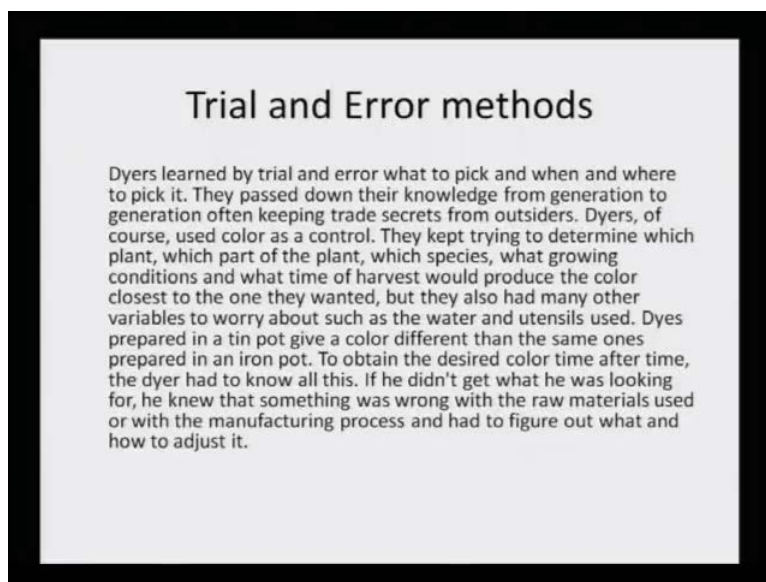 Trial and Error methods
Dyers learned by trial and error what to pick and when and where
to pick it. They passed down their knowledge from generation to
generation often keeping trade secrets from outsiders. Dyers, of
course, used color as a control. They kept trying to determine which
plant, which part of the plant, which species, what growing
conditions and what time of harvest would produce the color
closest to the one they wanted, but they also had many other
variables to worry about such as the water and utensils used. Dyes
prepared in a tin pot give a color different than the same ones
prepared in an iron pot. To obtain the desired color time after time,
the dyer had to know all this. If he didn't get what he was looking
for, he knew that something was wrong with the raw materials used
or with the manufacturing process and had to figure out what and
how to adjust it.